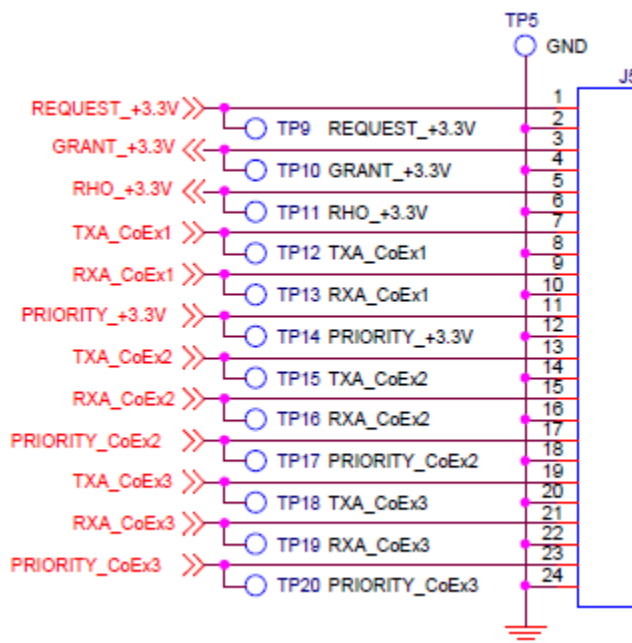 TP5
GND
J5
REQUEST_+3.3V 1
TP9 REQUEST_+3.3V 2
GRANT_+3.3V 3
TP10 GRANT_+3.3V 4
RHO_+3.3V 5
TP11 RHO_+3.3V 6
TXA_CoEx1 7
TP12 TXA_CoEx1 8
RXA_CoEx1 9
TP13 RXA_CoEx1 10
PRIORITY_+3.3V 11
TP14 PRIORITY_+3.3V 12
TXA_CoEx2 13
TP15 TXA_CoEx2 14
RXA_CoEx2 15
TP16 RXA_CoEx2 16
PRIORITY_CoEx2 17
TP17 PRIORITY_CoEx2 18
TXA_CoEx3 19
TP18 TXA_CoEx3 20
RXA_CoEx3 21
TP19 RXA_CoEx3 22
PRIORITY_CoEx3 23
TP20 PRIORITY_CoEx3 24